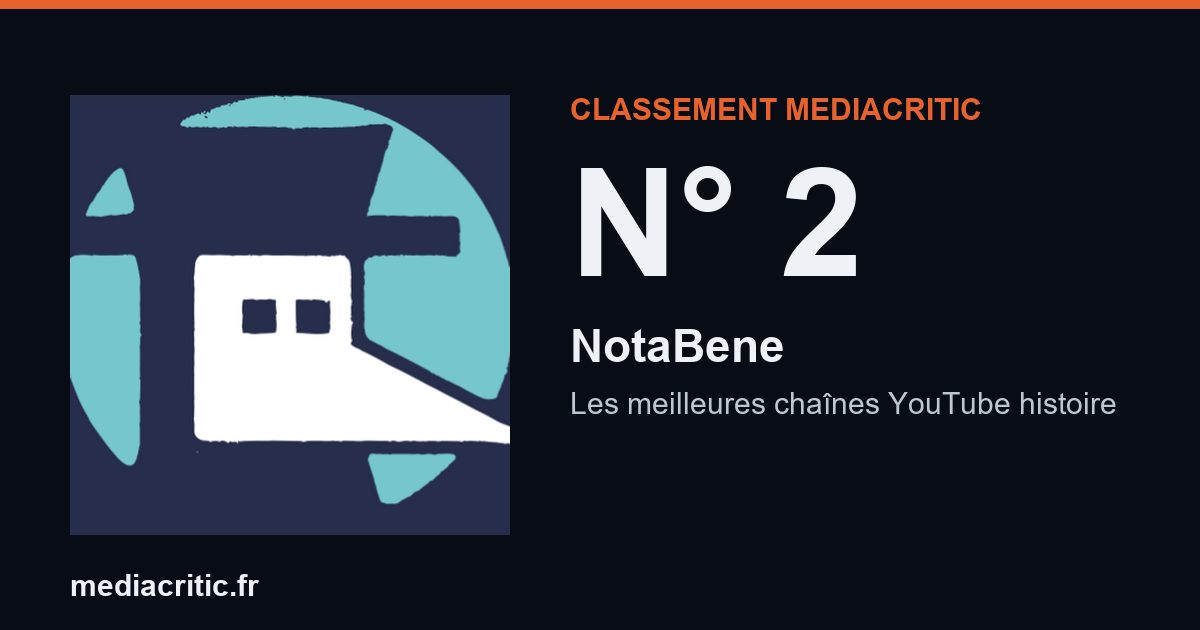 CLASSEMENT MEDIACRITIC
N° 2
NotaBene
Les meilleures chaînes YouTube histoire
mediacritic.fr